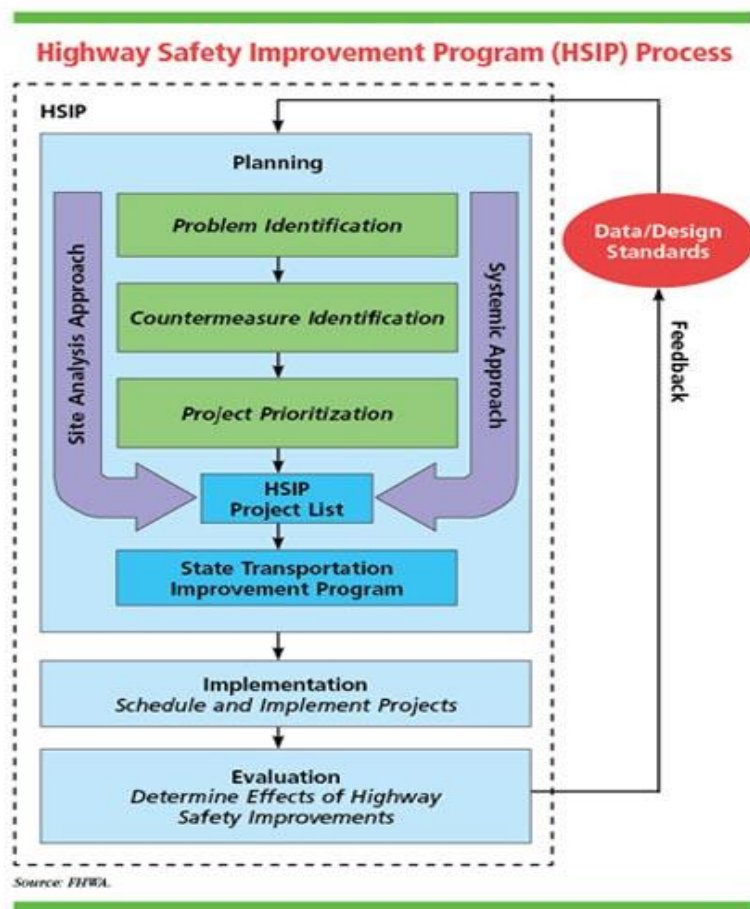 Highway Safety Improvement Program (HSIP) Process
HSIP
Planning
Site Analysis Approach
Problem Identification
Countermeasure Identification
Project Prioritization
Systemic Approach
HSIP
Project List
State Transportation
Improvement Program
Implementation
Schedule and Implement Projects
Evaluation
Determine Effects of Highway
Safety Improvements
Data/Design
Standards
Feedback
Source: FHWA.